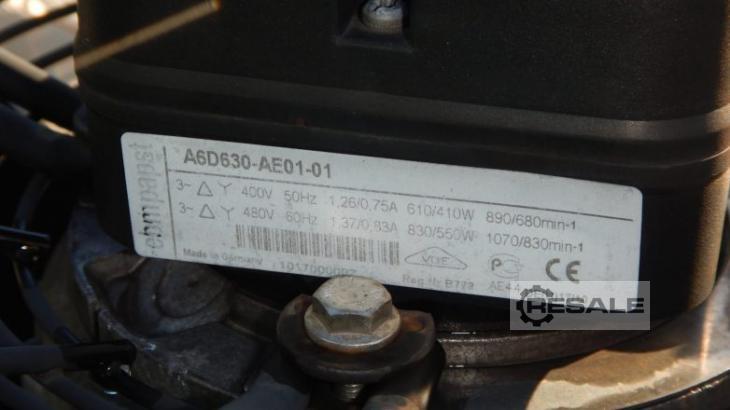 ebmpapst
A6D630-AE01-01
3~ △ Y 400V 50Hz 1,26/0,75A 610/410W 890/680min-1
3~ △ Y 480V 60Hz 1,37/0,83A 830/550W 1070/830min-1
Made in Germany
VDE
CE
RESALE